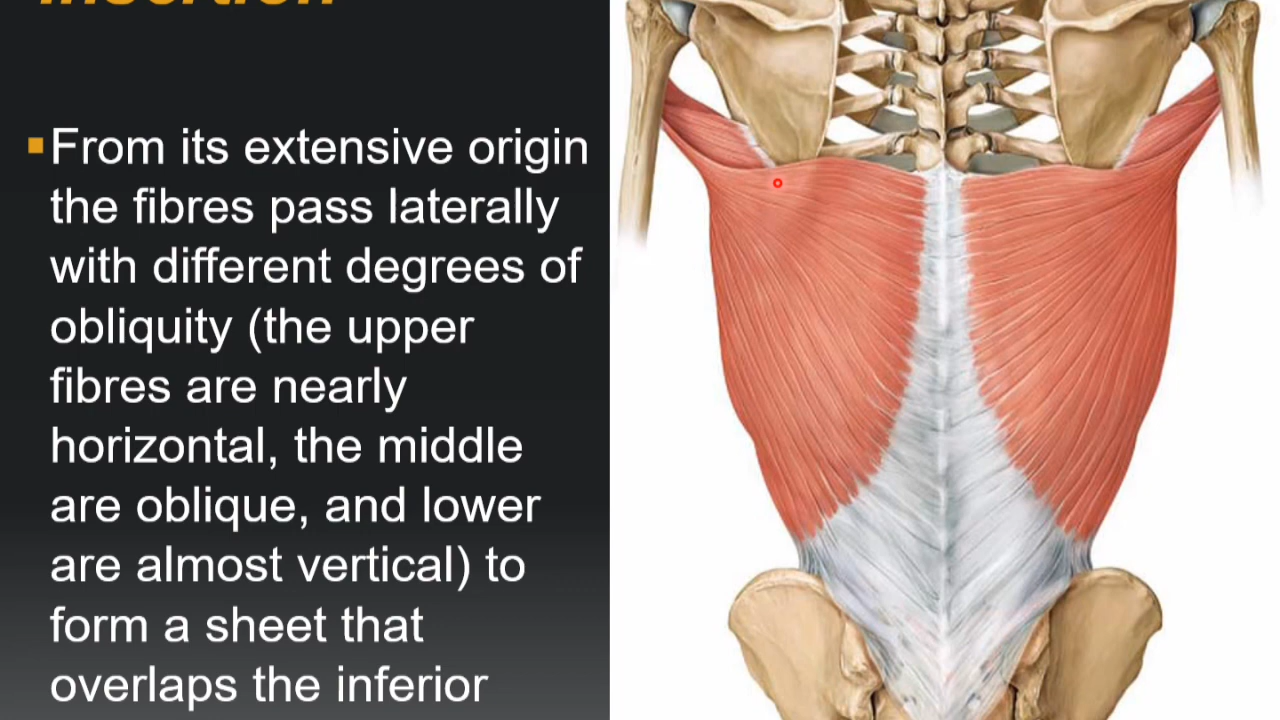 Insertion
From its extensive origin
the fibres pass laterally
with different degrees of
obliquity (the upper
fibres are nearly
horizontal, the middle
are oblique, and lower
are almost vertical) to
form a sheet that
overlaps the inferior